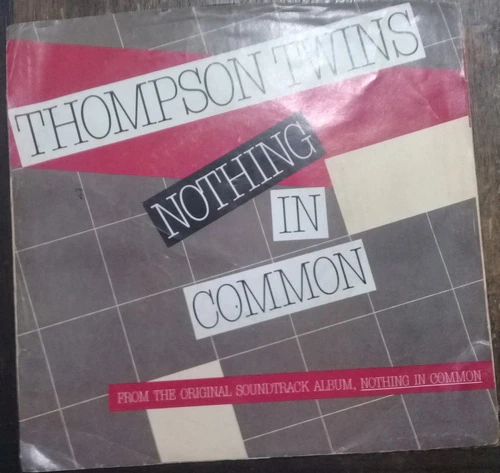 THOMPSON TWINS
NOTHING
IN
COMMON
FROM THE ORIGINAL SOUNDTRACK ALBUM, NOTHING IN COMMON